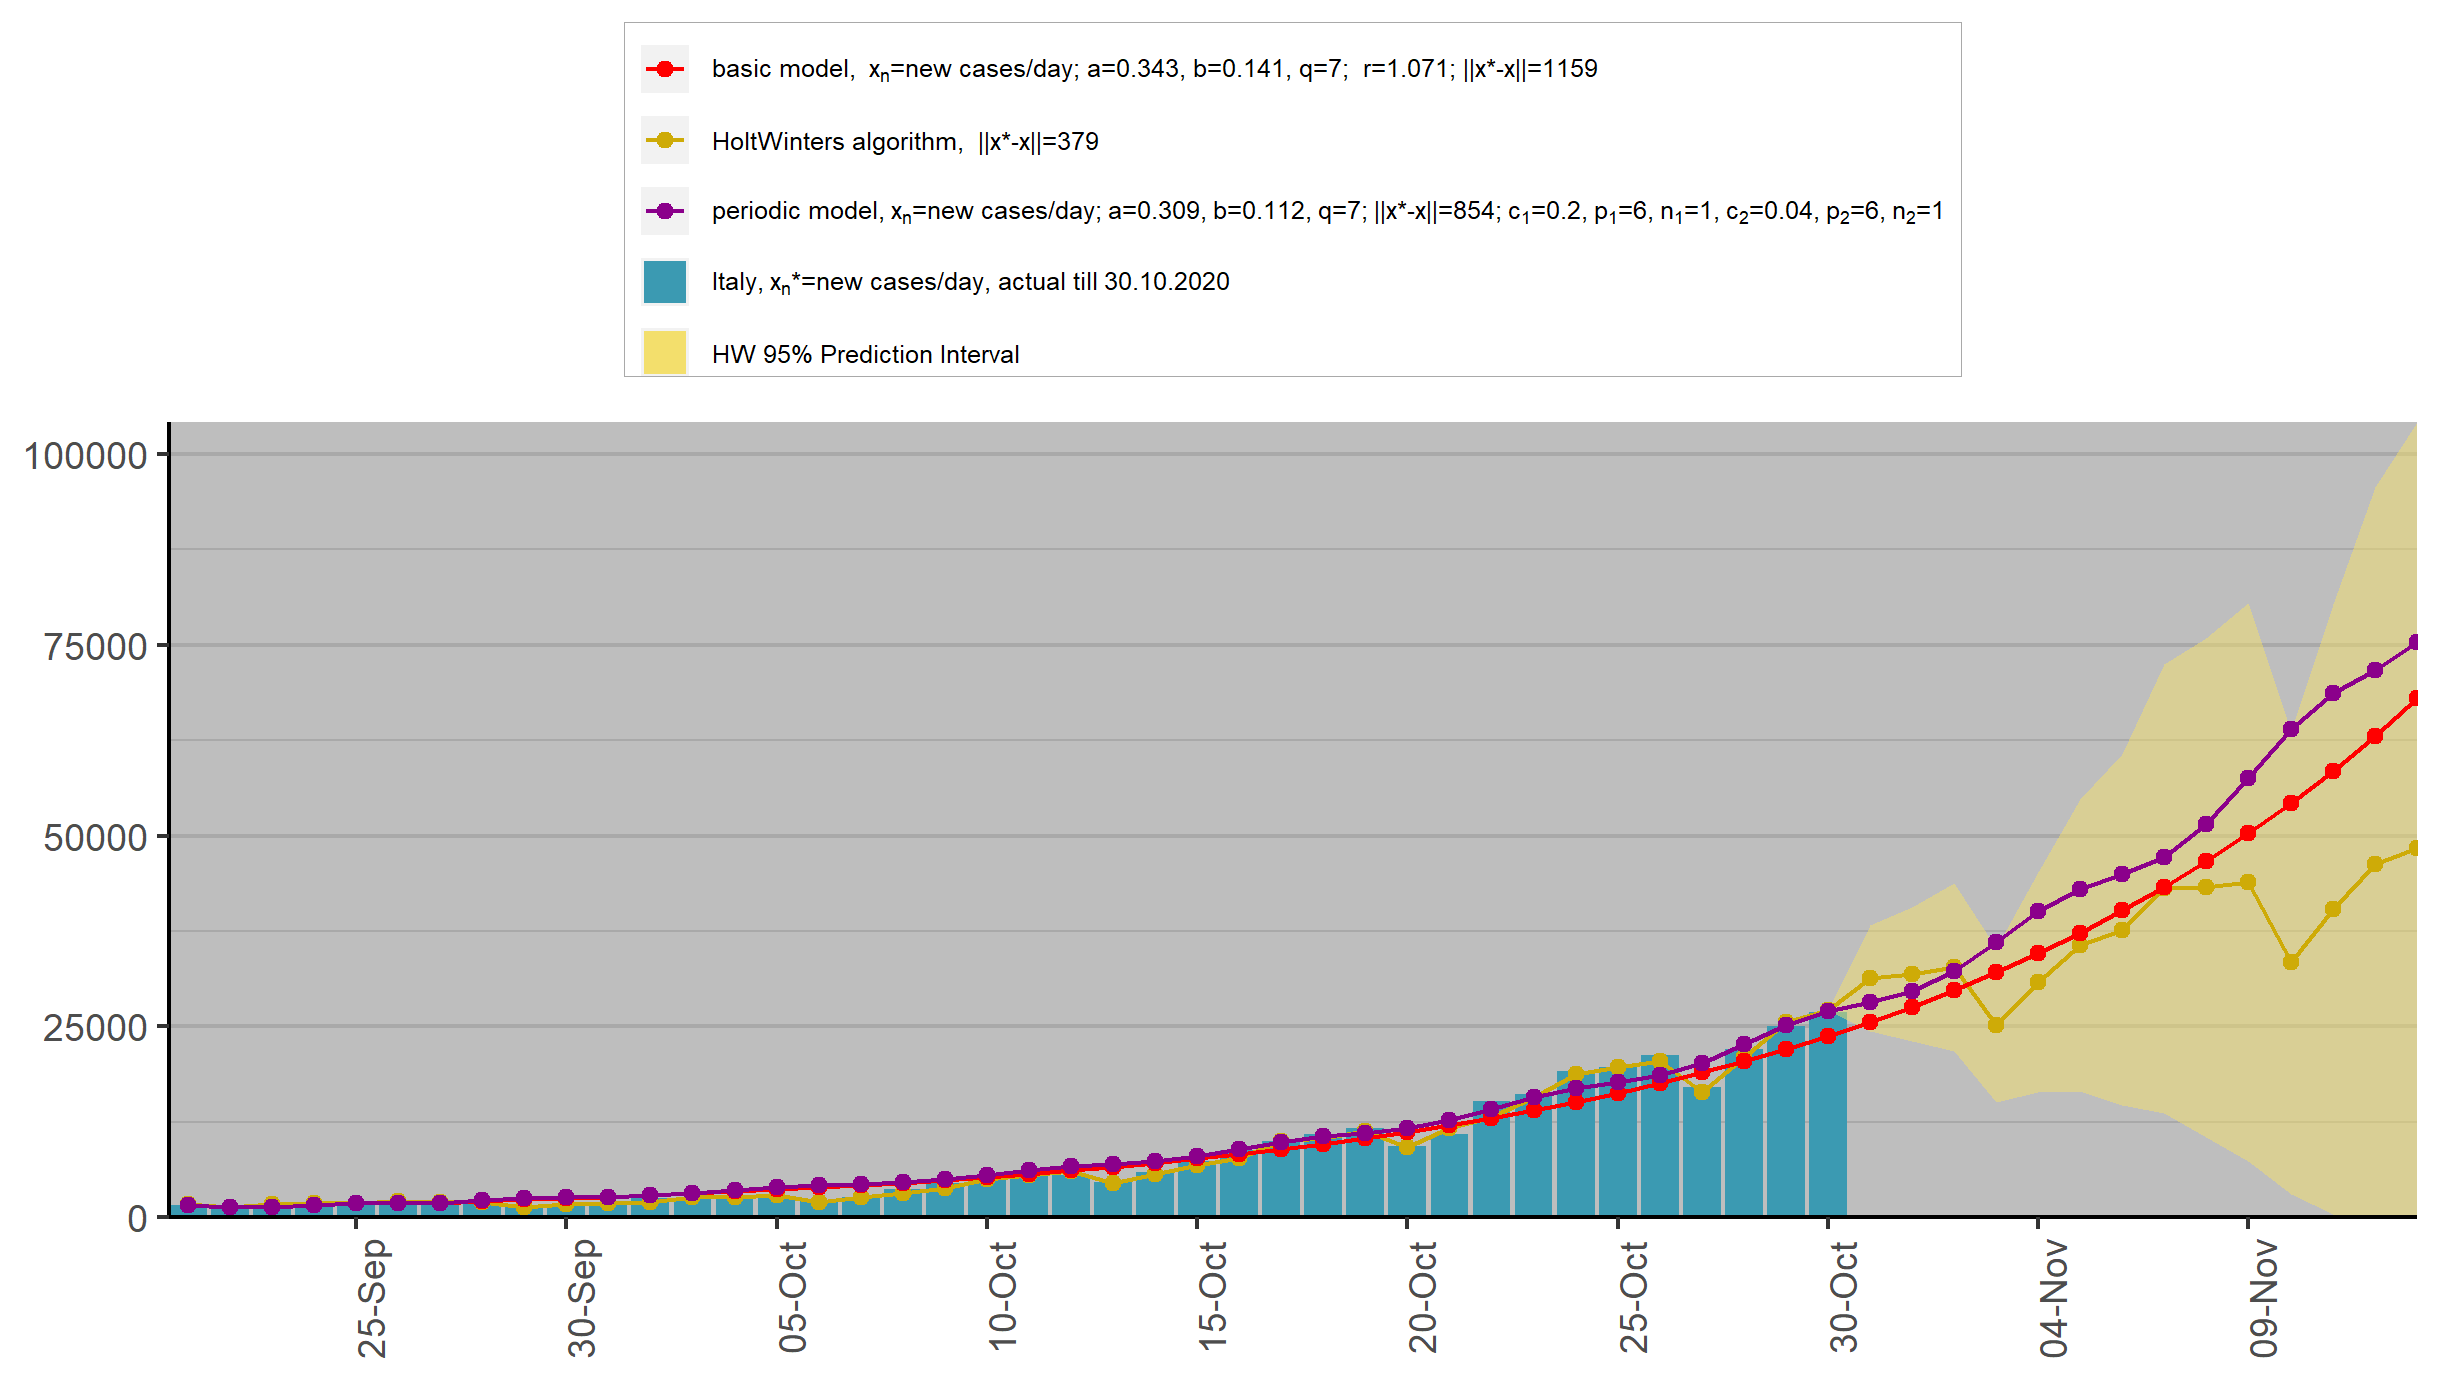 basic model,  xₙ=new cases/day; a=0.343, b=0.141, q=7;  r=1.071; ||x*-x||=1159
HoltWinters algorithm,  ||x*-x||=379
periodic model, xₙ=new cases/day; a=0.309, b=0.112, q=7; ||x*-x||=854; c₁=0.2, p₁=6, n₁=1, c₂=0.04, p₂=6, n₂=1
Italy, xₙ*=new cases/day, actual till 30.10.2020
HW 95% Prediction Interval
100000
75000
50000
25000
0
25-Sep
30-Sep
05-Oct
10-Oct
15-Oct
20-Oct
25-Oct
30-Oct
04-Nov
09-Nov